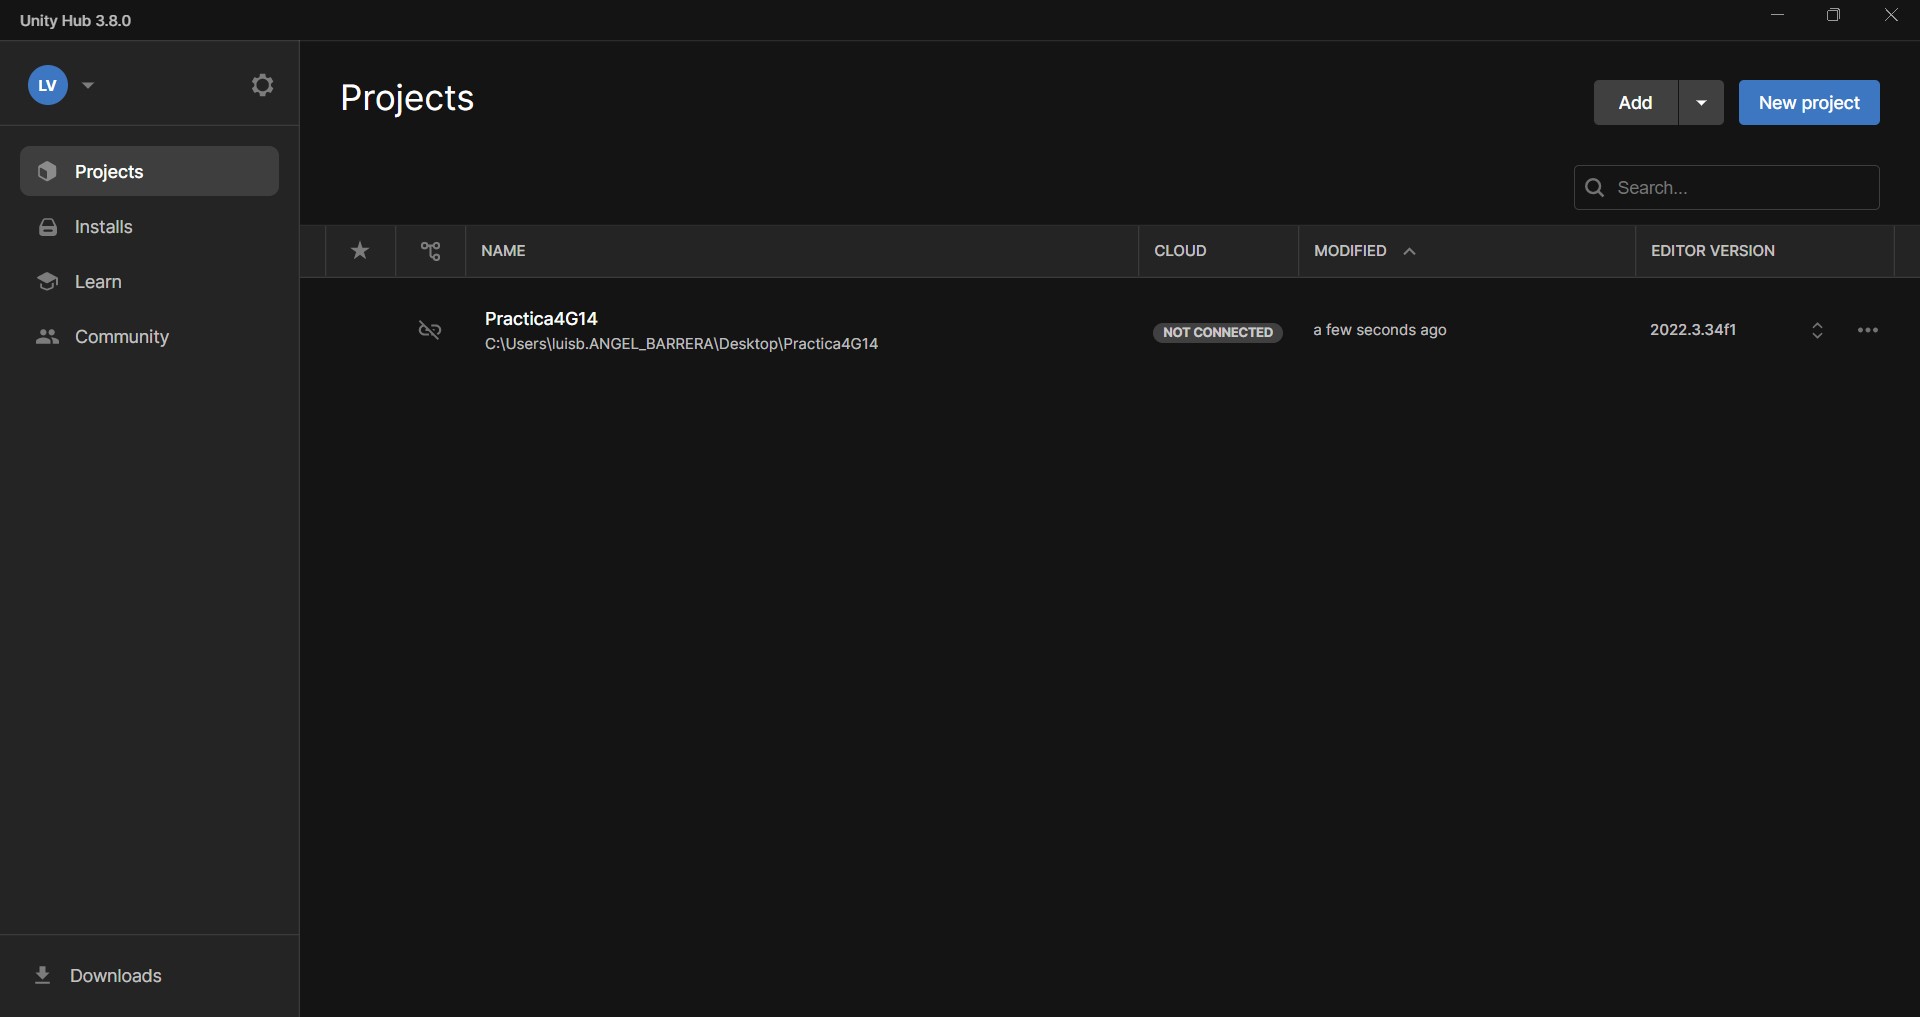 Unity Hub 3.8.0
LV
Projects
Installs
Learn
Community
Downloads
Projects
Add
New project
Search...
NAME CLOUD MODIFIED EDITOR VERSION
Practica4G14
C:\Users\luisb.ANGEL_BARRERA\Desktop\Practica4G14
NOT CONNECTED a few seconds ago 2022.3.34f1